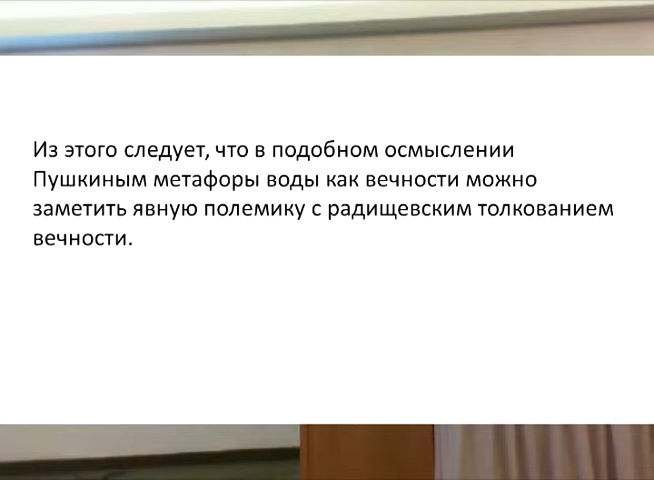 Из этого следует, что в подобном осмыслении
Пушкиным метафоры воды как вечности можно
заметить явную полемику с радищевским толкованием
вечности.